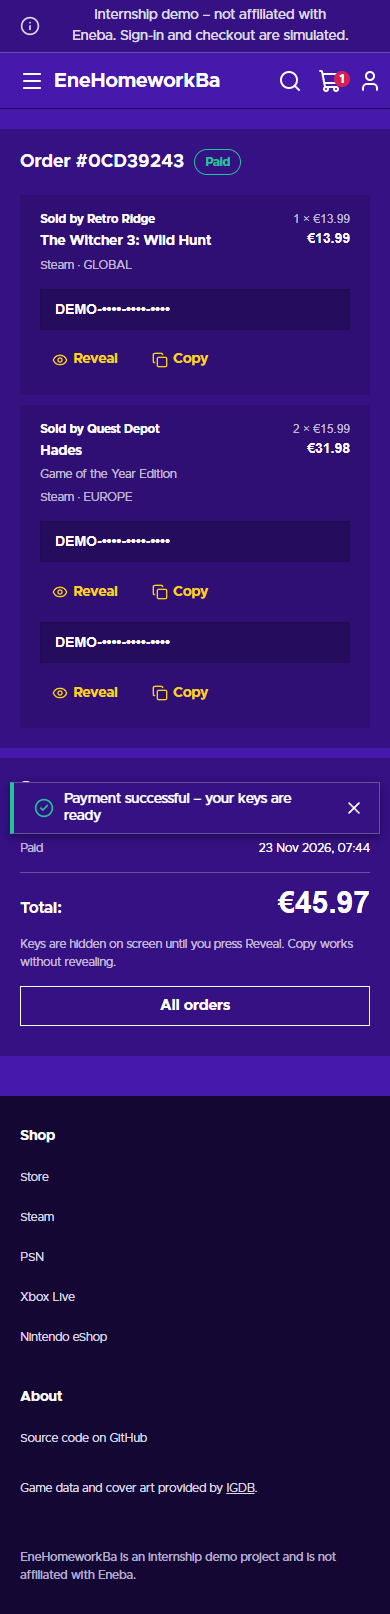 Internship demo – not affiliated with
Eneba. Sign-in and checkout are simulated.
EneHomeworkBa
1
Order #0CD39243
Paid
Sold by Retro Ridge
1 × €13.99
The Witcher 3: Wild Hunt
€13.99
Steam · GLOBAL
DEMO-••••-••••-••••
Reveal
Copy
Sold by Quest Depot
2 × €15.99
Hades
€31.98
Game of the Year Edition
Steam · EUROPE
DEMO-••••-••••-••••
Reveal
Copy
DEMO-••••-••••-••••
Reveal
Copy
Payment successful – your keys are
ready
Paid
23 Nov 2026, 07:44
Total:
€45.97
Keys are hidden on screen until you press Reveal. Copy works
without revealing.
All orders
Shop
Store
Steam
PSN
Xbox Live
Nintendo eShop
About
Source code on GitHub
Game data and cover art provided by IGDB.
EneHomeworkBa is an internship demo project and is not
affiliated with Eneba.